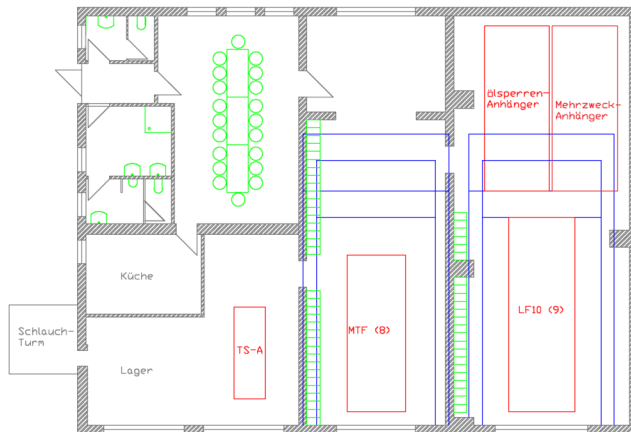 ölsperren-
Anhänger
Mehrzweck-
Anhänger
Küche
Schlauch-
Turm
MTF (8)
LF10 (9)
TS-A
Lager